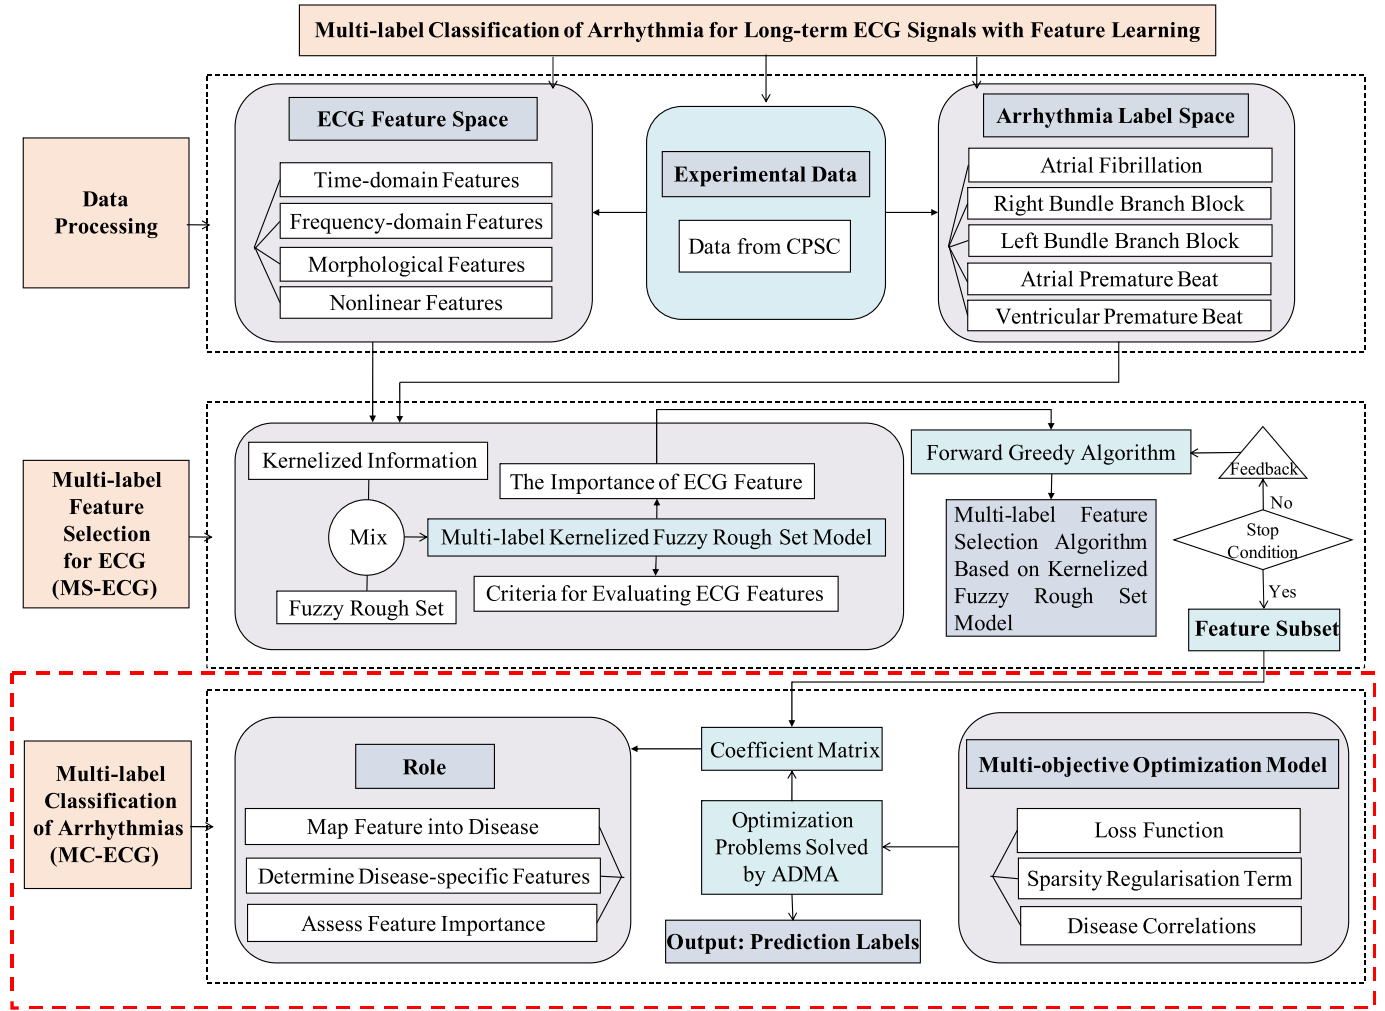 Multi-label Classification of Arrhythmia for Long-term ECG Signals with Feature Learning
Data
Processing
ECG Feature Space
Time-domain Features
Frequency-domain Features
Morphological Features
Nonlinear Features
Experimental Data
Data from CPSC
Arrhythmia Label Space
Atrial Fibrillation
Right Bundle Branch Block
Left Bundle Branch Block
Atrial Premature Beat
Ventricular Premature Beat
Multi-label
Feature
Selection
for ECG
(MS-ECG)
Kernelized Information
Mix
Fuzzy Rough Set
The Importance of ECG Feature
Multi-label Kernelized Fuzzy Rough Set Model
Criteria for Evaluating ECG Features
Forward Greedy Algorithm
Multi-label Feature
Selection Algorithm
Based on Kernelized
Fuzzy Rough Set
Model
Feedback
No
Stop
Condition
Yes
Feature Subset
Multi-label
Classification
of Arrhythmias
(MC-ECG)
Role
Map Feature into Disease
Determine Disease-specific Features
Assess Feature Importance
Coefficient Matrix
Optimization
Problems Solved
by ADMA
Output: Prediction Labels
Multi-objective Optimization Model
Loss Function
Sparsity Regularisation Term
Disease Correlations